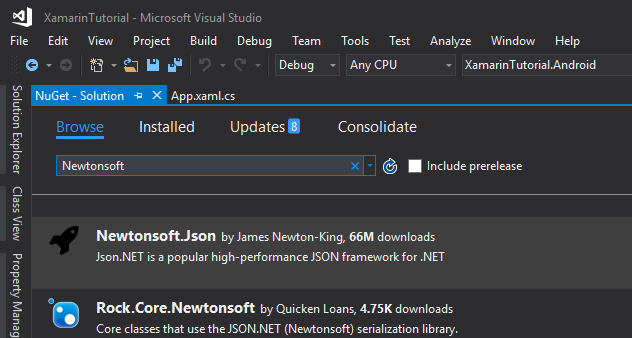 XamarinTutorial - Microsoft Visual Studio
File Edit View Project Build Debug Team Tools Test Analyze Window Help
Debug Any CPU XamarinTutorial.Android
NuGet - Solution App.xaml.cs
Solution Explorer
Class View
Property Manag
Browse Installed Updates 8 Consolidate
Newtonsoft Include prerelease
Newtonsoft.Json by James Newton-King, 66M downloads
Json.NET is a popular high-performance JSON framework for .NET
Rock.Core.Newtonsoft by Quicken Loans, 4.75K downloads
Core classes that use the JSON.NET (Newtonsoft) serialization library.